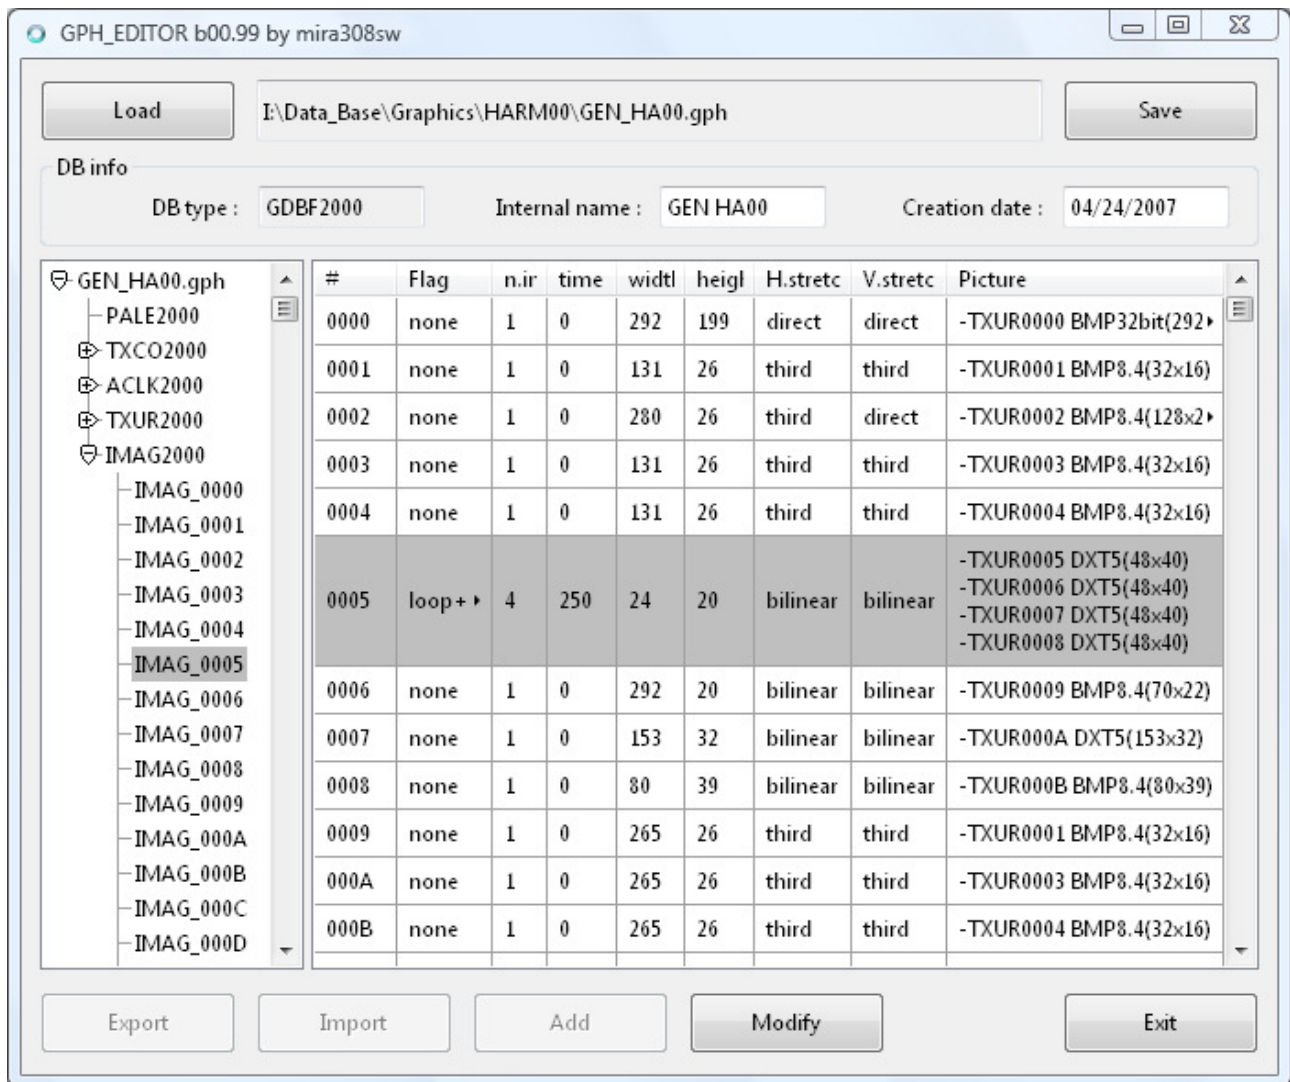 GPH_EDITOR b00.99 by mira308sw
Load I:\Data_Base\Graphics\HARM00\GEN_HA00.gph Save
DB info
DB type : GDBF2000 Internal name : GEN HA00 Creation date : 04/24/2007
GEN_HA00.gph
PALE2000
TXCO2000
ACLK2000
TXUR2000
IMAG2000
IMAG_0000
IMAG_0001
IMAG_0002
IMAG_0003
IMAG_0004
IMAG_0005
IMAG_0006
IMAG_0007
IMAG_0008
IMAG_0009
IMAG_000A
IMAG_000B
IMAG_000C
IMAG_000D
# Flag n.ir time widtl heigl H.stretc V.stretc Picture
0000 none 1 0 292 199 direct direct -TXUR0000 BMP32bit(292
0001 none 1 0 131 26 third third -TXUR0001 BMP8.4(32x16)
0002 none 1 0 280 26 third direct -TXUR0002 BMP8.4(128x2
0003 none 1 0 131 26 third third -TXUR0003 BMP8.4(32x16)
0004 none 1 0 131 26 third third -TXUR0004 BMP8.4(32x16)
0005 loop+ 4 250 24 20 bilinear bilinear -TXUR0005 DXT5(48x40)
-TXUR0006 DXT5(48x40)
-TXUR0007 DXT5(48x40)
-TXUR0008 DXT5(48x40)
0006 none 1 0 292 20 bilinear bilinear -TXUR0009 BMP8.4(70x22)
0007 none 1 0 153 32 bilinear bilinear -TXUR000A DXT5(153x32)
0008 none 1 0 80 39 bilinear bilinear -TXUR000B BMP8.4(80x39)
0009 none 1 0 265 26 third third -TXUR0001 BMP8.4(32x16)
000A none 1 0 265 26 third third -TXUR0003 BMP8.4(32x16)
000B none 1 0 265 26 third third -TXUR0004 BMP8.4(32x16)
Export Import Add Modify Exit